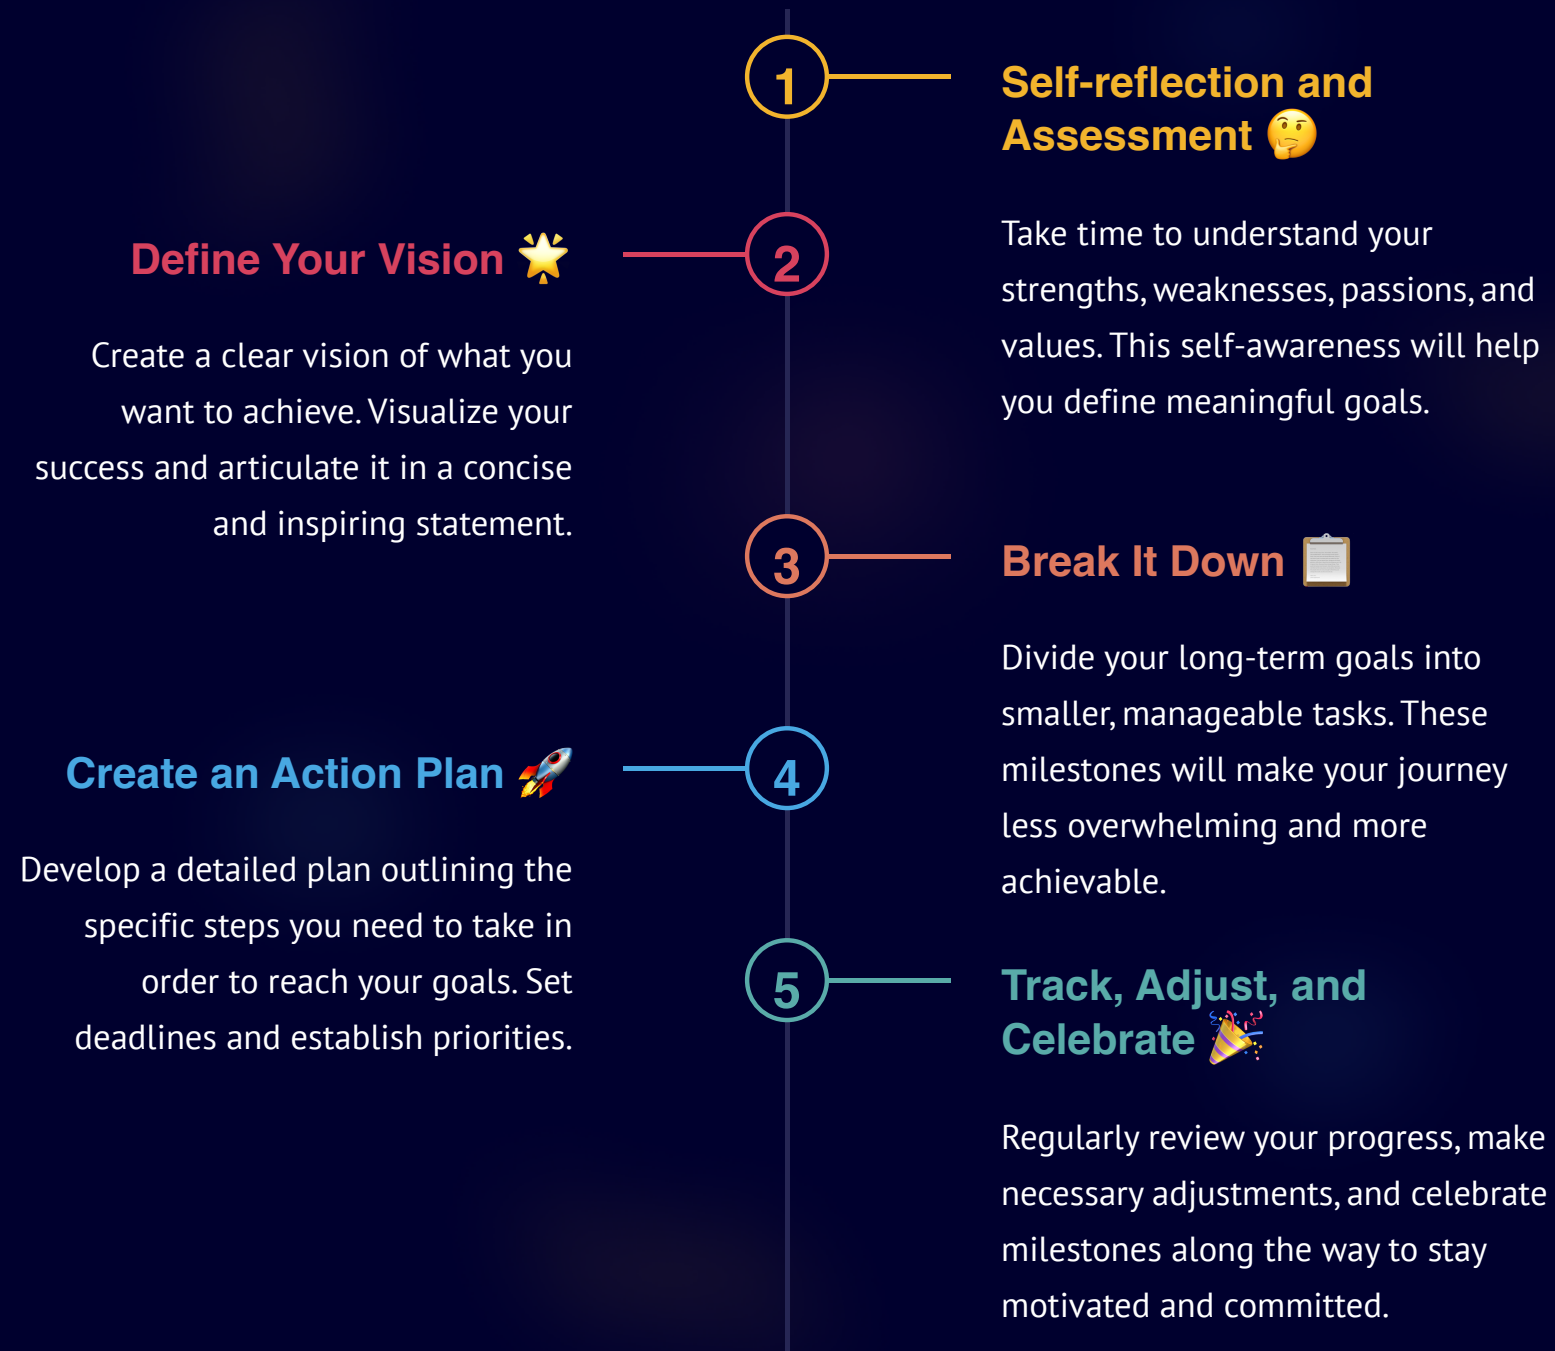 1
Self-reflection and
Assessment 🤔
Take time to understand your
strengths, weaknesses, passions, and
values. This self-awareness will help
you define meaningful goals.
2
Define Your Vision 🌟
Create a clear vision of what you
want to achieve. Visualize your
success and articulate it in a concise
and inspiring statement.
3
Break It Down 📋
Divide your long-term goals into
smaller, manageable tasks. These
milestones will make your journey
less overwhelming and more
achievable.
4
Create an Action Plan 🚀
Develop a detailed plan outlining the
specific steps you need to take in
order to reach your goals. Set
deadlines and establish priorities.
5
Track, Adjust, and
Celebrate 🎉
Regularly review your progress, make
necessary adjustments, and celebrate
milestones along the way to stay
motivated and committed.